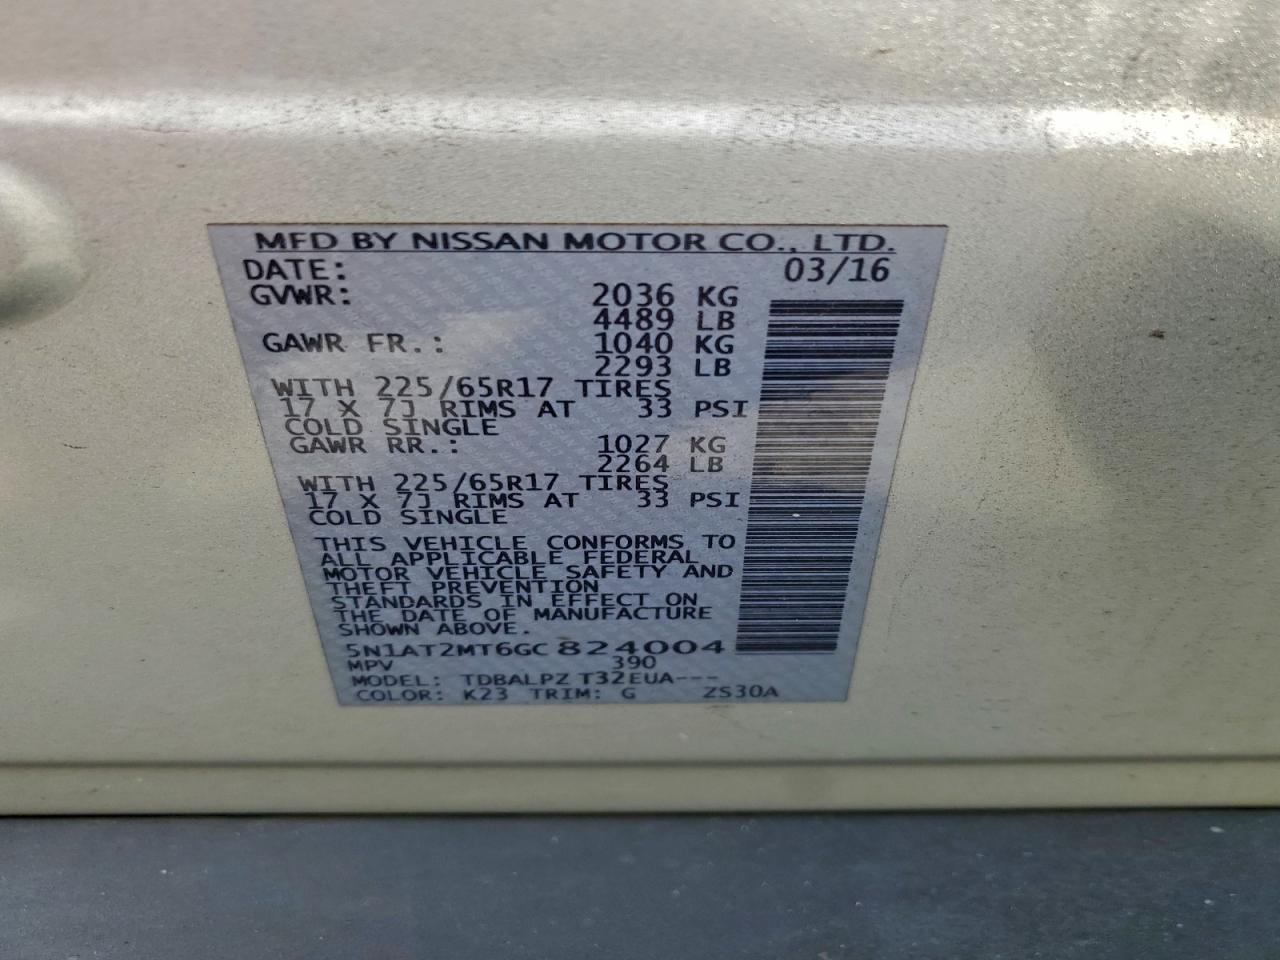 MFD BY NISSAN MOTOR CO., LTD.
DATE: 03/16
GVWR: 2036 KG
4489 LB
GAWR FR.: 1040 KG
2293 LB
WITH 225/65R17 TIRES
17 X 7J RIMS AT 33 PSI
COLD SINGLE
GAWR RR.: 1027 KG
2264 LB
WITH 225/65R17 TIRES
17 X 7J RIMS AT 33 PSI
COLD SINGLE
THIS VEHICLE CONFORMS TO
ALL APPLICABLE FEDERAL
MOTOR VEHICLE SAFETY AND
THEFT PREVENTION
STANDARDS IN EFFECT ON
THE DATE OF MANUFACTURE
SHOWN ABOVE.
5N1AT2MT6GC824004
MPV 390
MODEL: TDBALPZ T32EUA---
COLOR: K23 TRIM: G ZS30A